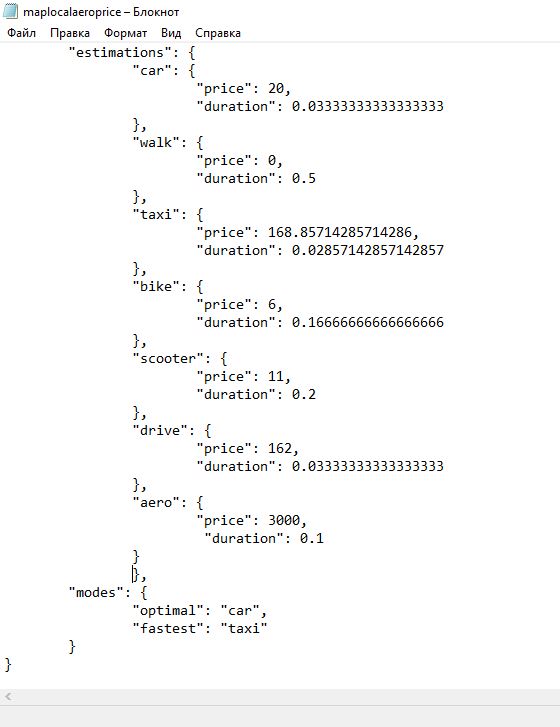 maplocalaeroprice – Блокнот
Файл Правка Формат Вид Справка
"estimations": {
"car": {
"price": 20,
"duration": 0.03333333333333333
},
"walk": {
"price": 0,
"duration": 0.5
},
"taxi": {
"price": 168.85714285714286,
"duration": 0.02857142857142857
},
"bike": {
"price": 6,
"duration": 0.16666666666666666
},
"scooter": {
"price": 11,
"duration": 0.2
},
"drive": {
"price": 162,
"duration": 0.03333333333333333
},
"aero": {
"price": 3000,
"duration": 0.1
}
},
"modes": {
"optimal": "car",
"fastest": "taxi"
}
}